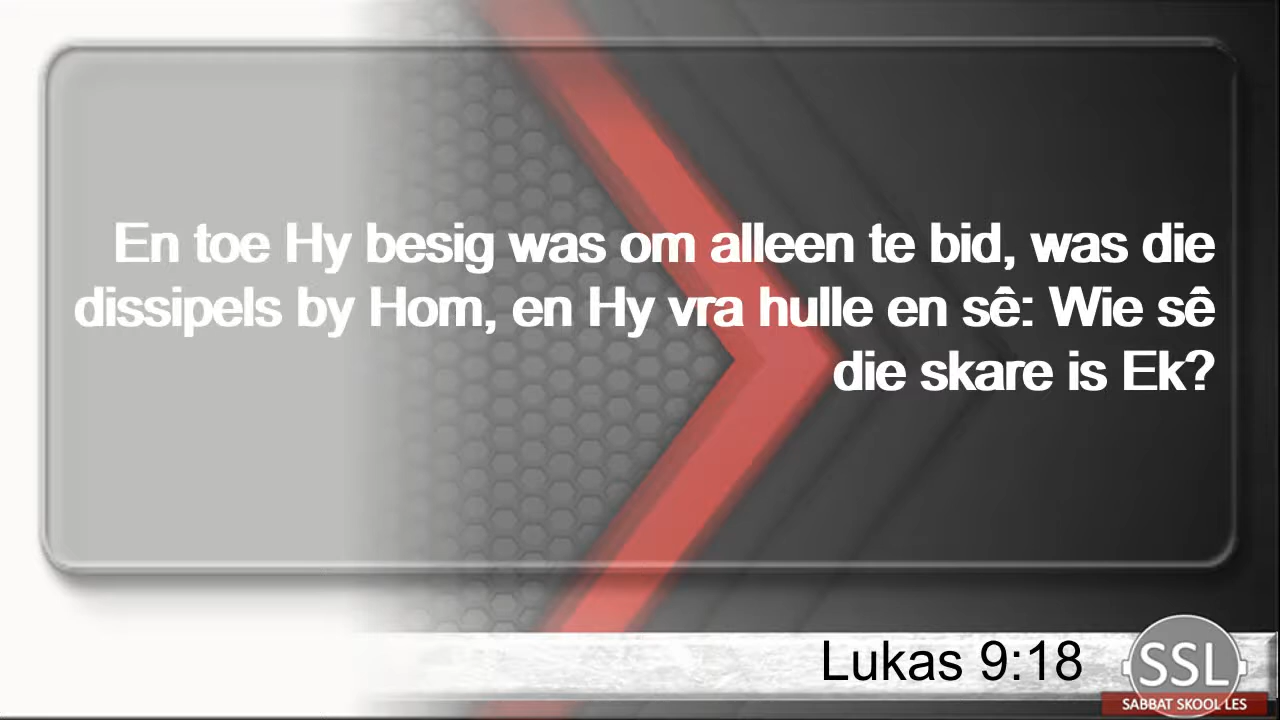 En toe Hy besig was om alleen te bid, was die
dissipels by Hom, en Hy vra hulle en sê: Wie sê
die skare is Ek?
Lukas 9:18
SSL
SABBAT SKOOL LES